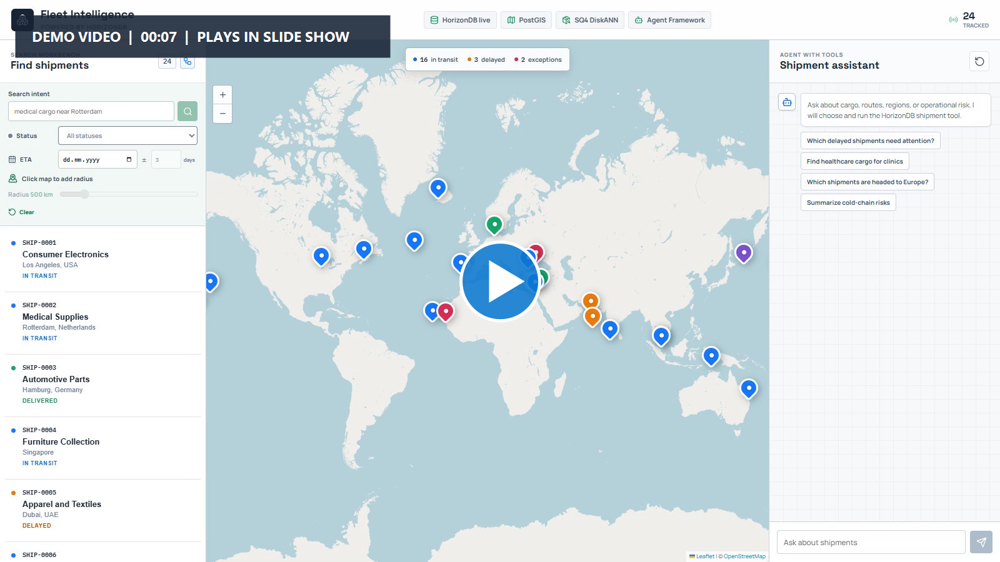 Fleet Intelligence
POWERED BY HORIZONDB
DEMO VIDEO | 00:07 | PLAYS IN SLIDE SHOW
HorizonDB live
PostGIS
SQ4 DiskANN
Agent Framework
24
TRACKED
SEARCH WORKBENCH
Find shipments
24
Search intent
medical cargo near Rotterdam
Status
All statuses
ETA
dd.mm.yyyy
±
3
days
Click map to add radius
Radius 500 km
Clear
SHIP-0001
Consumer Electronics
Los Angeles, USA
IN TRANSIT
SHIP-0002
Medical Supplies
Rotterdam, Netherlands
IN TRANSIT
SHIP-0003
Automotive Parts
Hamburg, Germany
DELIVERED
SHIP-0004
Furniture Collection
Singapore
IN TRANSIT
SHIP-0005
Apparel and Textiles
Dubai, UAE
DELAYED
SHIP-0006
16 in transit
3 delayed
2 exceptions
+
−
Leaflet | © OpenStreetMap
AGENT WITH TOOLS
Shipment assistant
Ask about cargo, routes, regions, or operational risk. I
will choose and run the HorizonDB shipment tool.
Which delayed shipments need attention?
Find healthcare cargo for clinics
Which shipments are headed to Europe?
Summarize cold-chain risks
Ask about shipments